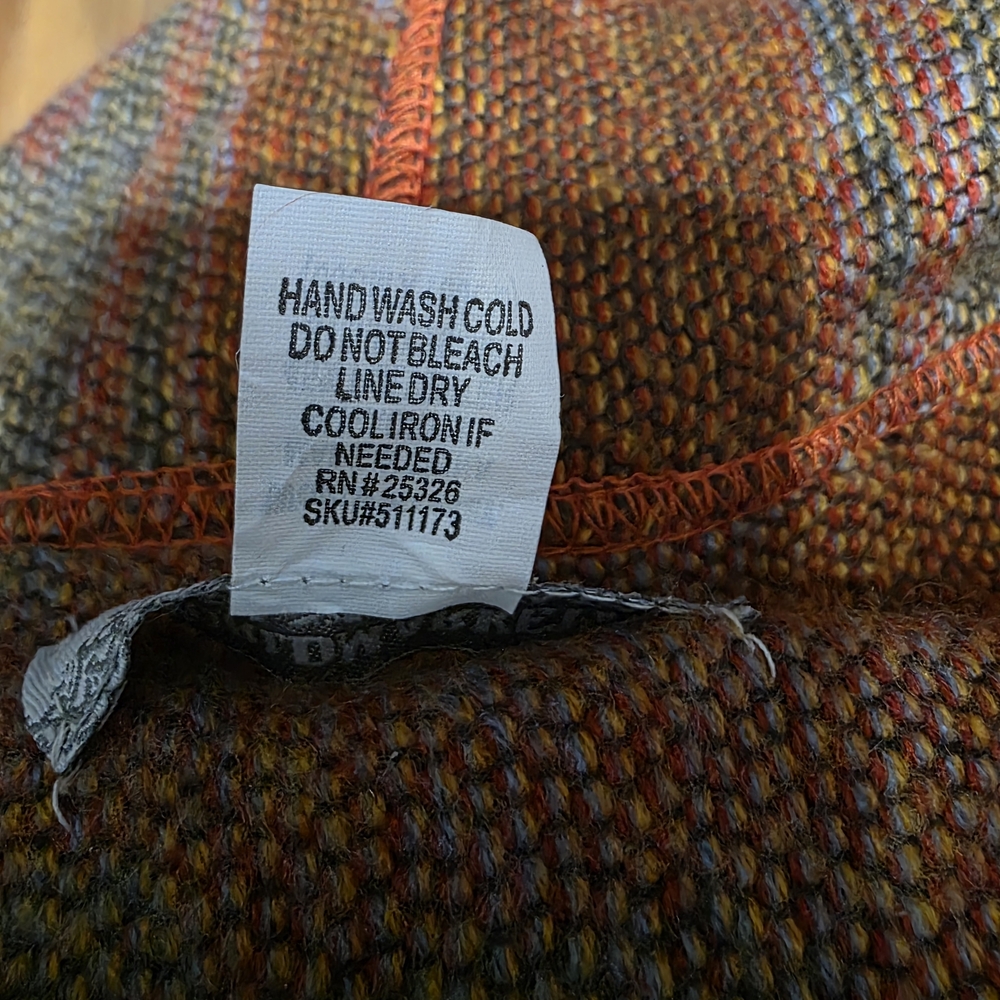 HAND WASH COLD
DO NOT BLEACH
LINE DRY
COOL IRON IF
NEEDED
RN#25326
SKU#511173